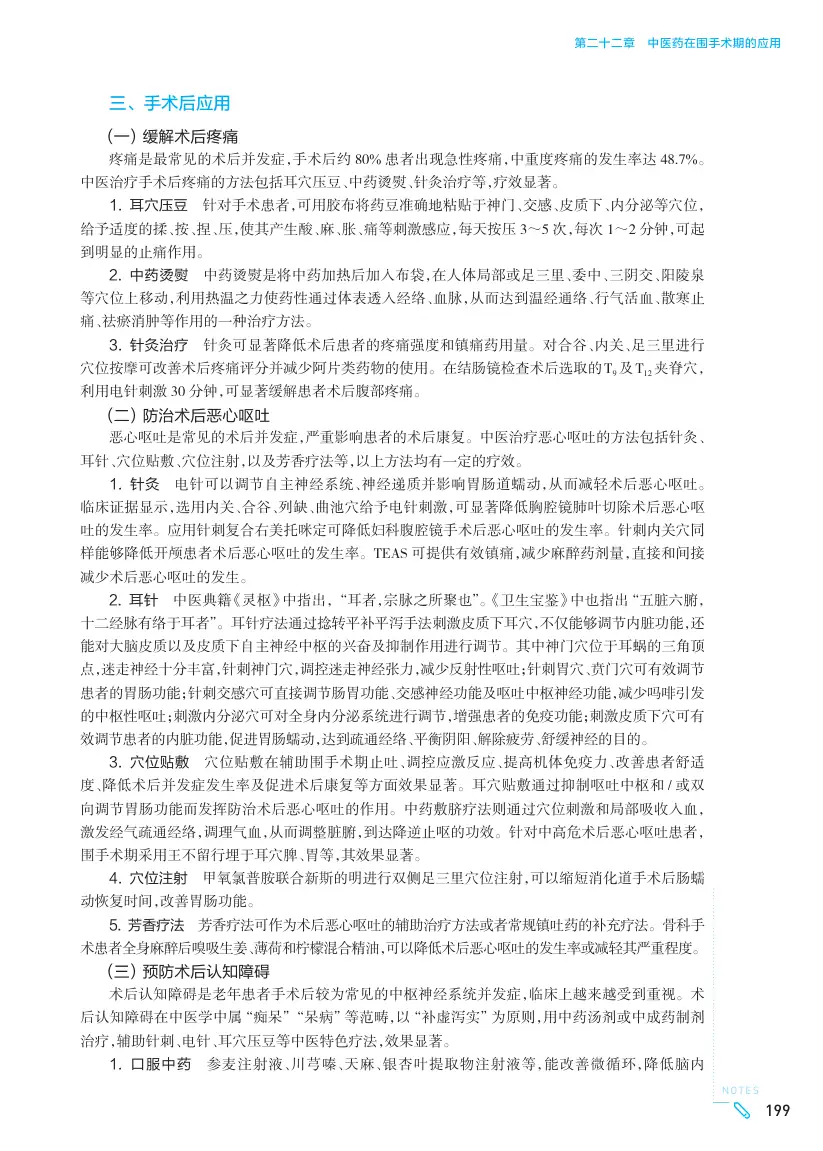 第二十二章 中医药在围手术期的应用
三、手术后应用
（一）缓解术后疼痛
疼痛是最常见的术后并发症，手术后约 80% 患者出现急性疼痛，中重度疼痛的发生率达 48.7%。
中医治疗手术后疼痛的方法包括耳穴压豆、中药烫熨、针灸治疗等，疗效显著。
1. 耳穴压豆 针对手术患者，可用胶布将药豆准确地粘贴于神门、交感、皮质下、内分泌等穴位，
给予适度的揉、按、捏、压，使其产生酸、麻、胀、痛等刺激感应，每天按压 3～5 次，每次 1～2 分钟，可起
到明显的止痛作用。
2. 中药烫熨 中药烫熨是将中药加热后加入布袋，在人体局部或足三里、委中、三阴交、阳陵泉
等穴位上移动，利用热温之力使药性通过体表透入经络、血脉，从而达到温经通络、行气活血、散寒止
痛、祛瘀消肿等作用的一种治疗方法。
3. 针灸治疗 针灸可显著降低术后患者的疼痛强度和镇痛药用量。对合谷、内关、足三里进行
穴位按摩可改善术后疼痛评分并减少阿片类药物的使用。在结肠镜检查术后选取的T9及T12夹脊穴，
利用电针刺激 30 分钟，可显著缓解患者术后腹部疼痛。
（二）防治术后恶心呕吐
恶心呕吐是常见的术后并发症，严重影响患者的术后康复。中医治疗恶心呕吐的方法包括针灸、
耳针、穴位贴敷、穴位注射，以及芳香疗法等，以上方法均有一定的疗效。
1. 针灸 电针可以调节自主神经系统、神经递质并影响胃肠道蠕动，从而减轻术后恶心呕吐。
临床证据显示，选用内关、合谷、列缺、曲池穴给予电针刺激，可显著降低胸腔镜肺叶切除术后恶心呕
吐的发生率。应用针刺复合右美托咪定可降低妇科腹腔镜手术后恶心呕吐的发生率。针刺内关穴同
样能够降低开颅患者术后恶心呕吐的发生率。TEAS 可提供有效镇痛，减少麻醉药剂量，直接和间接
减少术后恶心呕吐的发生。
2. 耳针 中医典籍《灵枢》中指出，“耳者，宗脉之所聚也”。《卫生宝鉴》中也指出“五脏六腑，
十二经脉有络于耳者”。耳针疗法通过捻转平补平泻手法刺激皮质下耳穴，不仅能够调节内脏功能，还
能对大脑皮质以及皮质下自主神经中枢的兴奋及抑制作用进行调节。其中神门穴位于耳蜗的三角顶
点，迷走神经十分丰富，针刺神门穴，调控迷走神经张力，减少反射性呕吐；针刺胃穴、贲门穴可有效调节
患者的胃肠功能；针刺交感穴可直接调节肠胃功能、交感神经功能及呕吐中枢神经功能，减少吗啡引发
的中枢性呕吐；刺激内分泌穴可对全身内分泌系统进行调节，增强患者的免疫功能；刺激皮质下穴可有
效调节患者的内脏功能，促进胃肠蠕动，达到疏通经络、平衡阴阳、解除疲劳、舒缓神经的目的。
3. 穴位贴敷 穴位贴敷在辅助围手术期止吐、调控应激反应、提高机体免疫力、改善患者舒适
度、降低术后并发症发生率及促进术后康复等方面效果显著。耳穴贴敷通过抑制呕吐中枢和 / 或双
向调节胃肠功能而发挥防治术后恶心呕吐的作用。中药敷脐疗法则通过穴位刺激和局部吸收入血，
激发经气疏通经络，调理气血，从而调整脏腑，到达降逆止呕的功效。针对中高危术后恶心呕吐患者，
围手术期采用王不留行埋于耳穴脾、胃等，其效果显著。
4. 穴位注射 甲氧氯普胺联合新斯的明进行双侧足三里穴位注射，可以缩短消化道手术后肠蠕
动恢复时间，改善胃肠功能。
5. 芳香疗法 芳香疗法可作为术后恶心呕吐的辅助治疗方法或者常规镇吐药的补充疗法。骨科手
术患者全身麻醉后嗅吸生姜、薄荷和柠檬混合精油，可以降低术后恶心呕吐的发生率或减轻其严重程度。
（三）预防术后认知障碍
术后认知障碍是老年患者手术后较为常见的中枢神经系统并发症，临床上越来越受到重视。术
后认知障碍在中医学中属“痴呆”“呆病”等范畴，以“补虚泻实”为原则，用中药汤剂或中成药制剂
治疗，辅助针刺、电针、耳穴压豆等中医特色疗法，效果显著。
1. 口服中药 参麦注射液、川芎嗪、天麻、银杏叶提取物注射液等，能改善微循环，降低脑内
NOTES
199